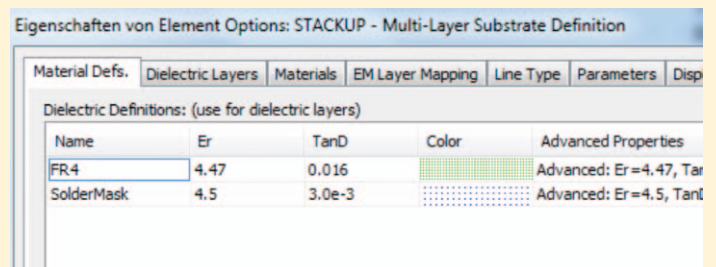 Eigenschaften von Element Options: STACKUP - Multi-Layer Substrate Definition
Material Defs. Dielectric Layers Materials EM Layer Mapping Line Type Parameters
Dielectric Definitions: (use for dielectric layers)
Name Er TanD Color Advanced Properties
FR4 4.47 0.016 Advanced: Er=4.47,
SolderMask 4.5 3.0e-3 Advanced: Er=4.5,